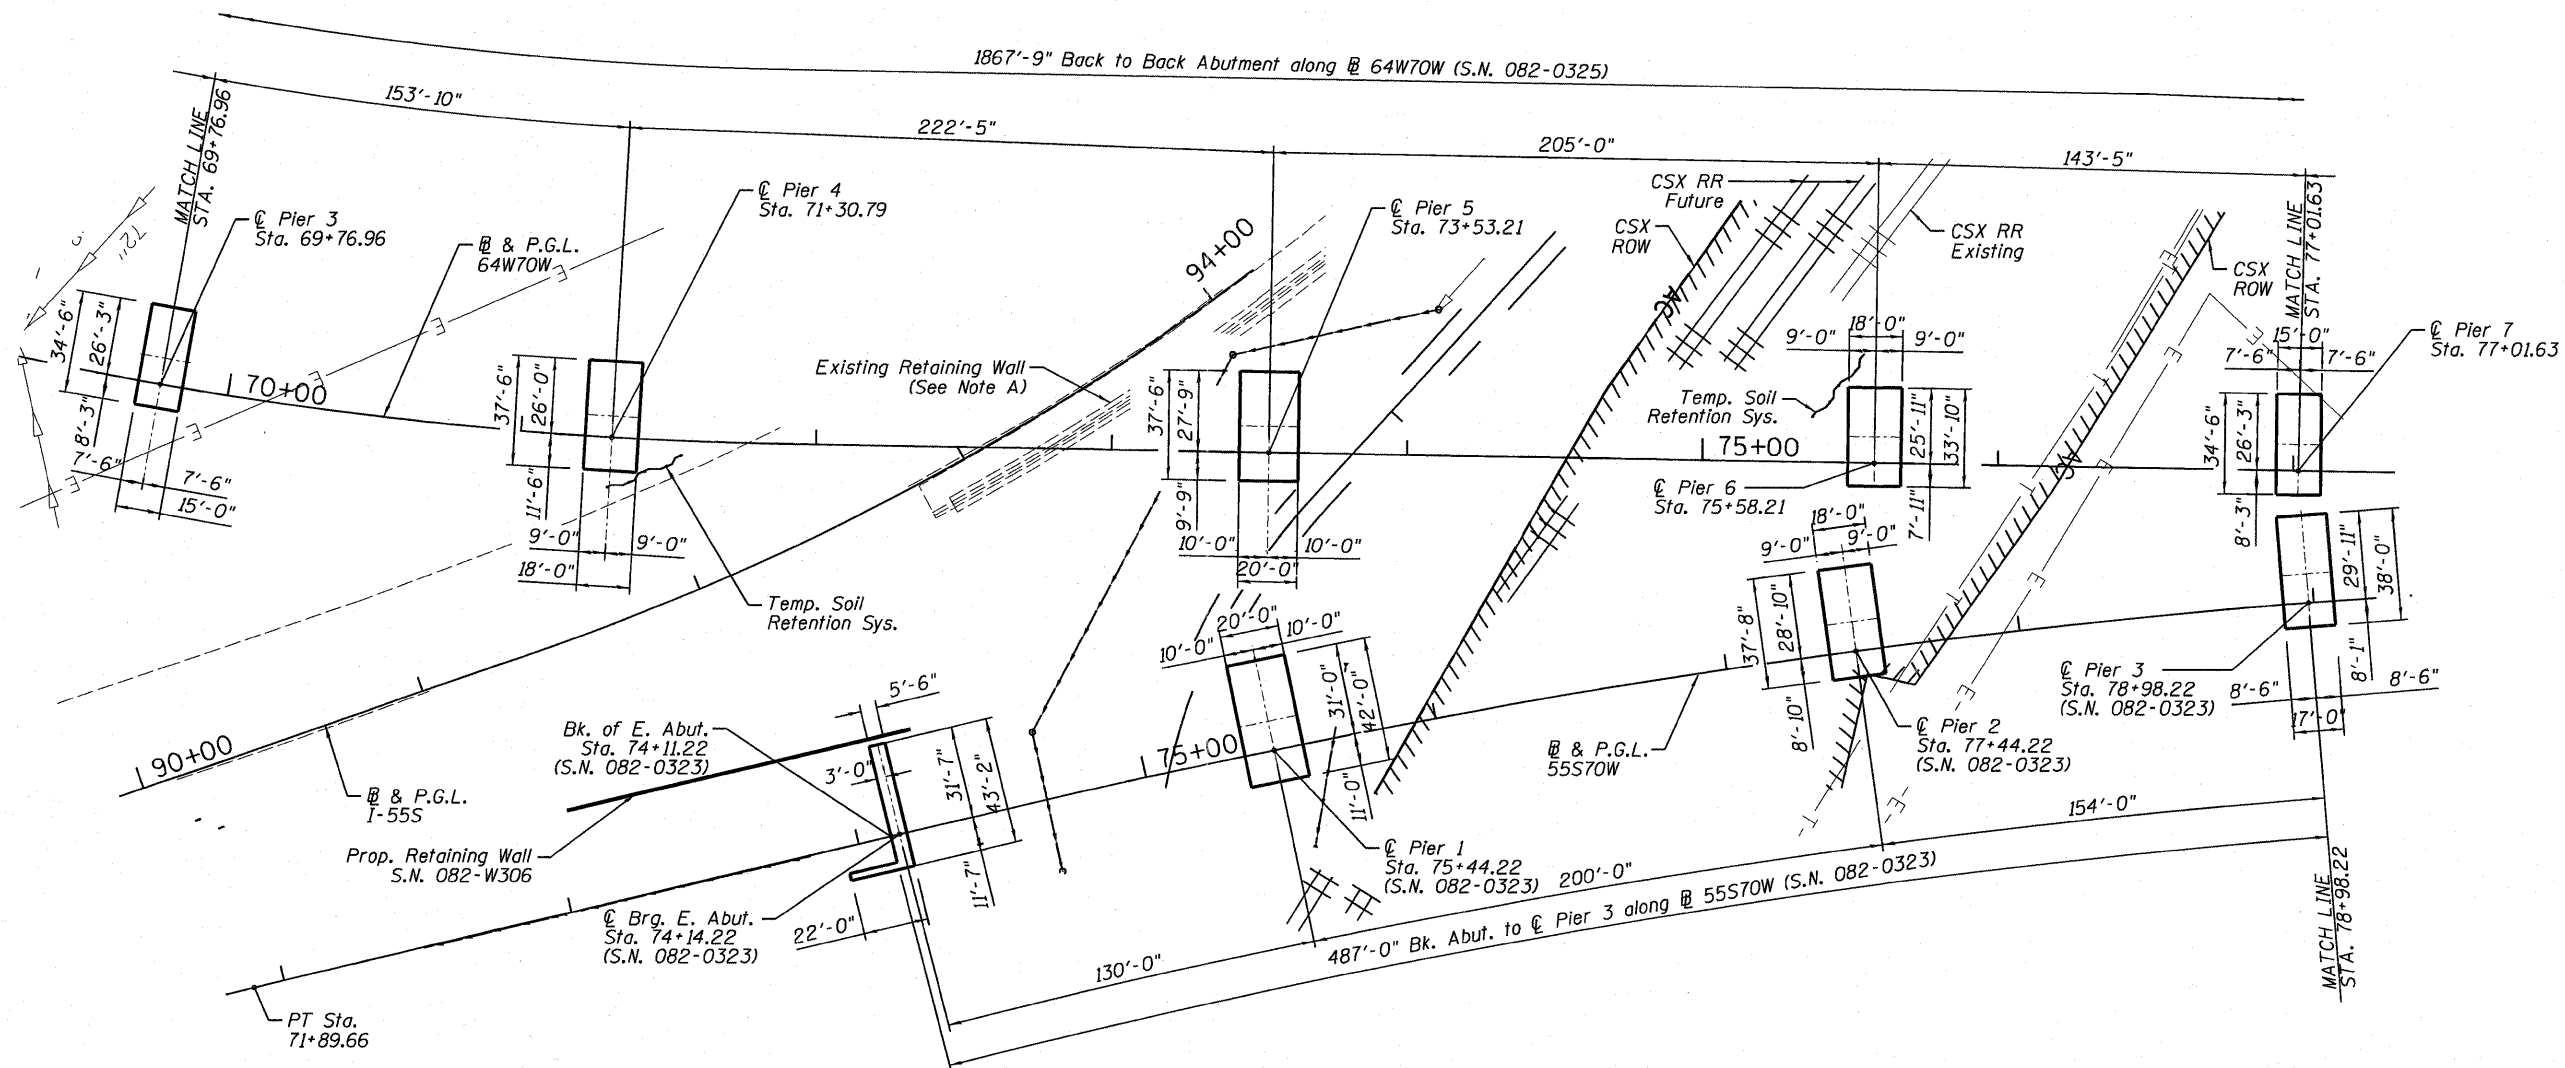 1867'-9" Back to Back Abutment along ℄ 64W70W (S.N. 082-0325)
153'-10"
222'-5"
205'-0"
143'-5"
MATCH LINE
STA. 69+76.96
72"
℄ Pier 3
Sta. 69+76.96
℄ & P.G.L.
64W70W
℄ Pier 4
Sta. 71+30.79
94+00
℄ Pier 5
Sta. 73+53.21
CSX RR
Future
CSX
ROW
CSX RR
Existing
CSX
ROW
MATCH LINE
STA. 77+01.63
℄ Pier 7
Sta. 77+01.63
34'-6"
26'-3"
8'-3"
7'-6"
7'-6"
15'-0"
70+00
E
E
E
E
E
37'-6"
26'-0"
11'-6"
9'-0"
9'-0"
18'-0"
Existing Retaining Wall
(See Note A)
Temp. Soil
Retention Sys.
37'-6"
27'-9"
9'-9"
10'-0"
10'-0"
20'-0"
AC
9'-0"
18'-0"
9'-0"
Temp. Soil
Retention Sys.
75+00
25'-11"
33'-10"
7'-11"
℄ Pier 6
Sta. 75+58.21
AC
E
E
E
E
E
E
E
15'-0"
7'-6"
7'-6"
34'-6"
26'-3"
8'-3"
18'-0"
9'-0"
9'-0"
37'-8"
28'-10"
8'-10"
29'-11"
38'-0"
8'-1"
8'-6"
8'-6"
17'-0"
℄ Pier 3
Sta. 78+98.22
(S.N. 082-0323)
℄ Pier 2
Sta. 77+44.22
(S.N. 082-0323)
℄ & P.G.L.
55S70W
20'-0"
10'-0"
10'-0"
31'-0"
42'-0"
11'-0"
75+00
℄ Pier 1
Sta. 75+44.22
(S.N. 082-0323)
5'-6"
Bk. of E. Abut.
Sta. 74+11.22
(S.N. 082-0323)
3'-0"
31'-7"
43'-2"
11'-7"
22'-0"
90+00
℄ & P.G.L.
I-55S
Prop. Retaining Wall
S.N. 082-W306
℄ Brg. E. Abut.
Sta. 74+14.22
(S.N. 082-0323)
PT Sta.
71+89.66
130'-0"
200'-0"
154'-0"
487'-0" Bk. Abut. to ℄ Pier 3 along ℄ 55S70W (S.N. 082-0323)
MATCH LINE
STA. 78+98.22